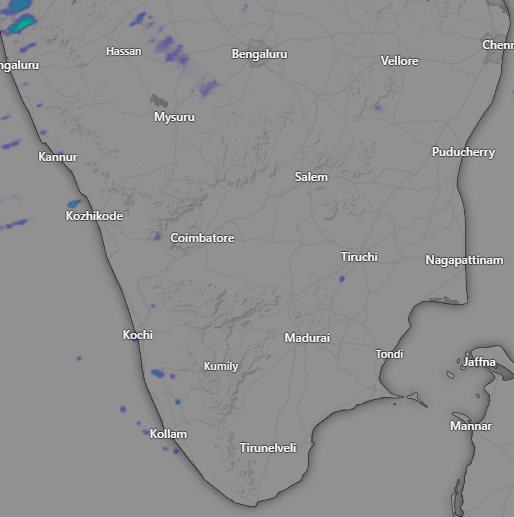 Hassan
Bengaluru
Chenn
Vellore
ngaluru
Mysuru
Puducherry
Kannur
Salem
Kozhikode
Coimbatore
Tiruchi
Nagapattinam
Kochi
Madurai
Tondi
Jaffna
Kumily
Mannar
Kollam
Tirunelveli